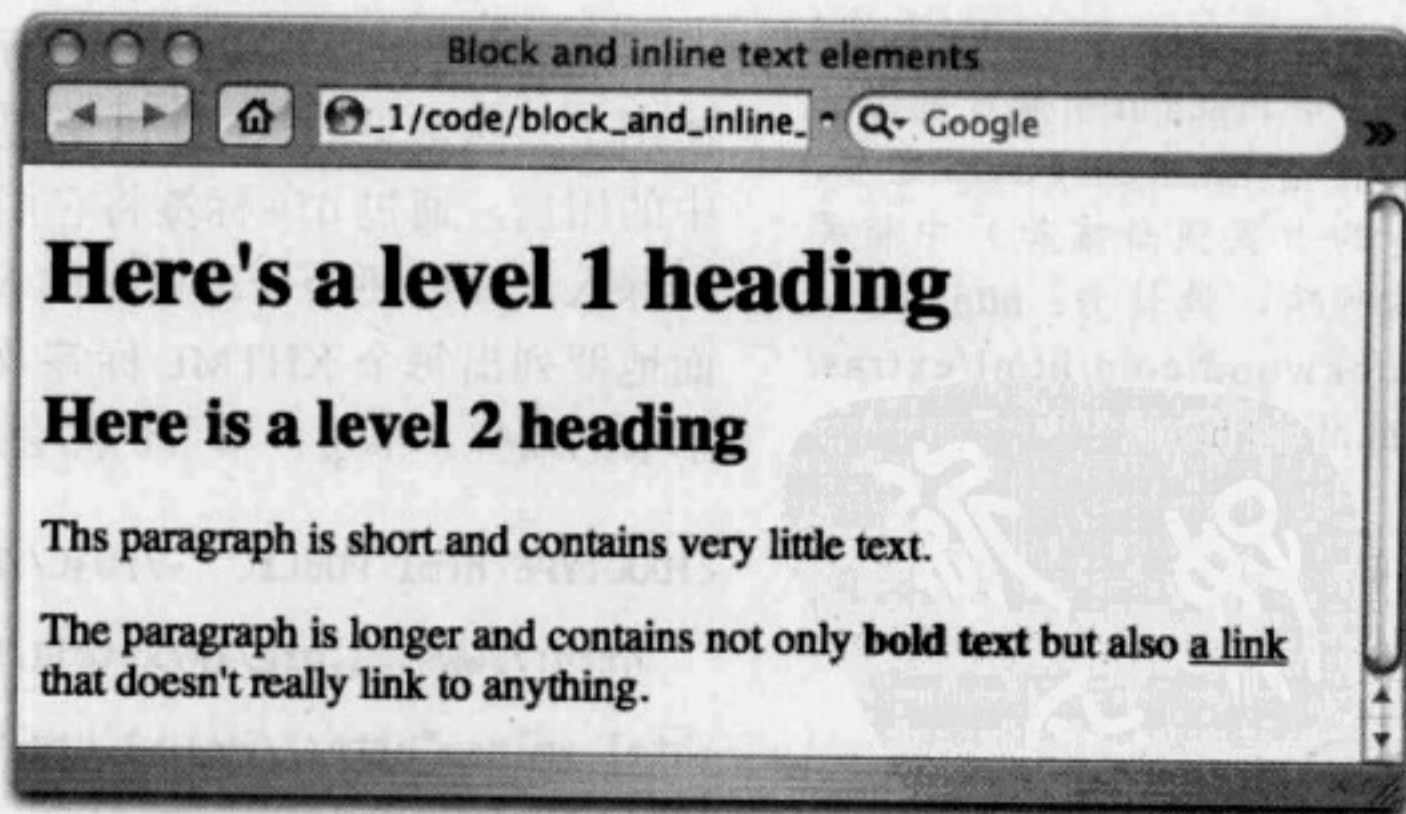 Block and inline text elements
_1/code/block_and_inline_ Google
Here's a level 1 heading
Here is a level 2 heading
Ths paragraph is short and contains very little text.
The paragraph is longer and contains not only bold text but also a link
that doesn't really link to anything.